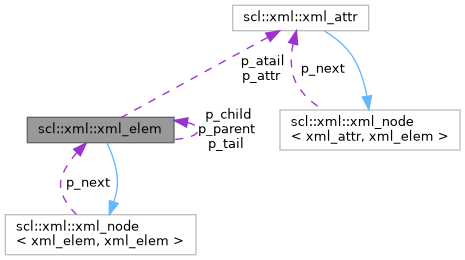 scl::xml::xml_attr
p_atail
p_attr
p_next
p_child
p_parent
p_tail
scl::xml::xml_node
< xml_attr, xml_elem >
scl::xml::xml_elem
p_next
scl::xml::xml_node
< xml_elem, xml_elem >